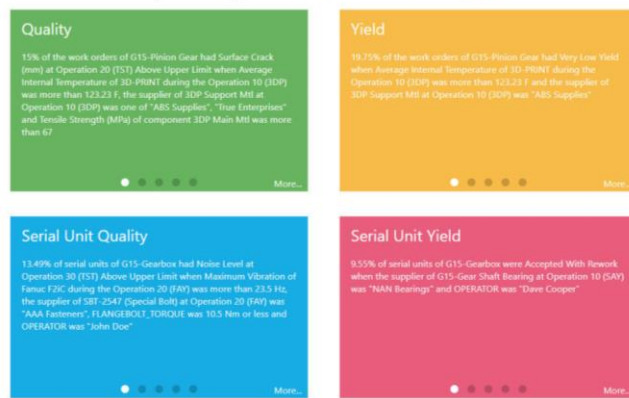 Quality
15% of the work orders of G15-Pinion Gear had Surface Crack
(mm) at Operation 20 (TST) Above Upper Limit when Average
Internal Temperature of 3D-PRINT during the Operation 10 (3DP)
was more than 123.23 F, the supplier of 3DP Support Mtl at
Operation 10 (3DP) was one of "ABS Supplies", "True Enterprises"
and Tensile Strength (MPa) of component 3DP Main Mtl was more
than 67
More...
Yield
19.75% of the work orders of G15-Pinion Gear had Very Low Yield
when Average Internal Temperature of 3D-PRINT during the
Operation 10 (3DP) was more than 123.23 F and the supplier of
3DP Support Mtl at Operation 10 (3DP) was "ABS Supplies"
More...
Serial Unit Quality
13.49% of serial units of G15-Gearbox had Noise Level at
Operation 30 (TST) Above Upper Limit when Maximum Vibration of
Fanuc F2iC during the Operation 20 (FAY) was more than 23.5 Hz,
the supplier of SBT-2547 (Special Bolt) at Operation 20 (FAY) was
"AAA Fasteners", FLANGEBOLT_TORQUE was 10.5 Nm or less and
OPERATOR was "John Doe"
More...
Serial Unit Yield
9.55% of serial units of G15-Gearbox were Accepted With Rework
when the supplier of G15-Gear Shaft Bearing at Operation 10 (SAY)
was "NAN Bearings" and OPERATOR was "Dave Cooper"
More...